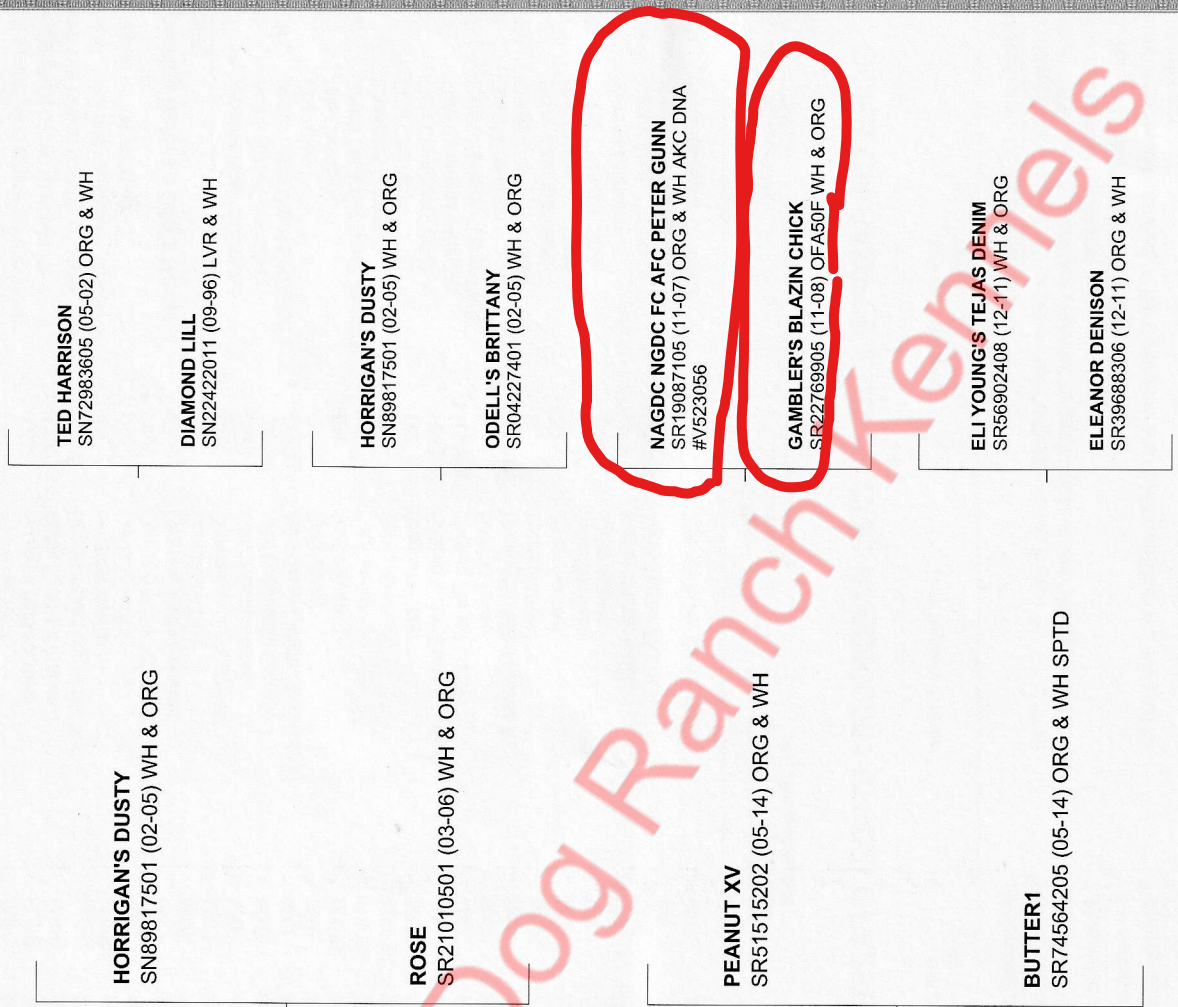 TED HARRISON
SN72983605 (05-02) ORG & WH
DIAMOND LILL
SN22422011 (09-96) LVR & WH
HORRIGAN'S DUSTY
SN89817501 (02-05) WH & ORG
HORRIGAN'S DUSTY
SN89817501 (02-05) WH & ORG
ODELL'S BRITTANY
SR04227401 (02-05) WH & ORG
ROSE
SR21010501 (03-06) WH & ORG
NAGDC NGDC FC AFC PETER GUNN
SR19087105 (11-07) ORG & WH AKC DNA
#V523056
GAMBLER'S BLAZIN CHICK
SR22769905 (11-08) OFA50F WH & ORG
PEANUT XV
SR51515202 (05-14) ORG & WH
ELI YOUNG'S TEJAS DENIM
SR56902408 (12-11) WH & ORG
ELEANOR DENISON
SR39688306 (12-11) ORG & WH
BUTTER1
SR74564205 (05-14) ORG & WH SPTD
Dog Ranch Kennels